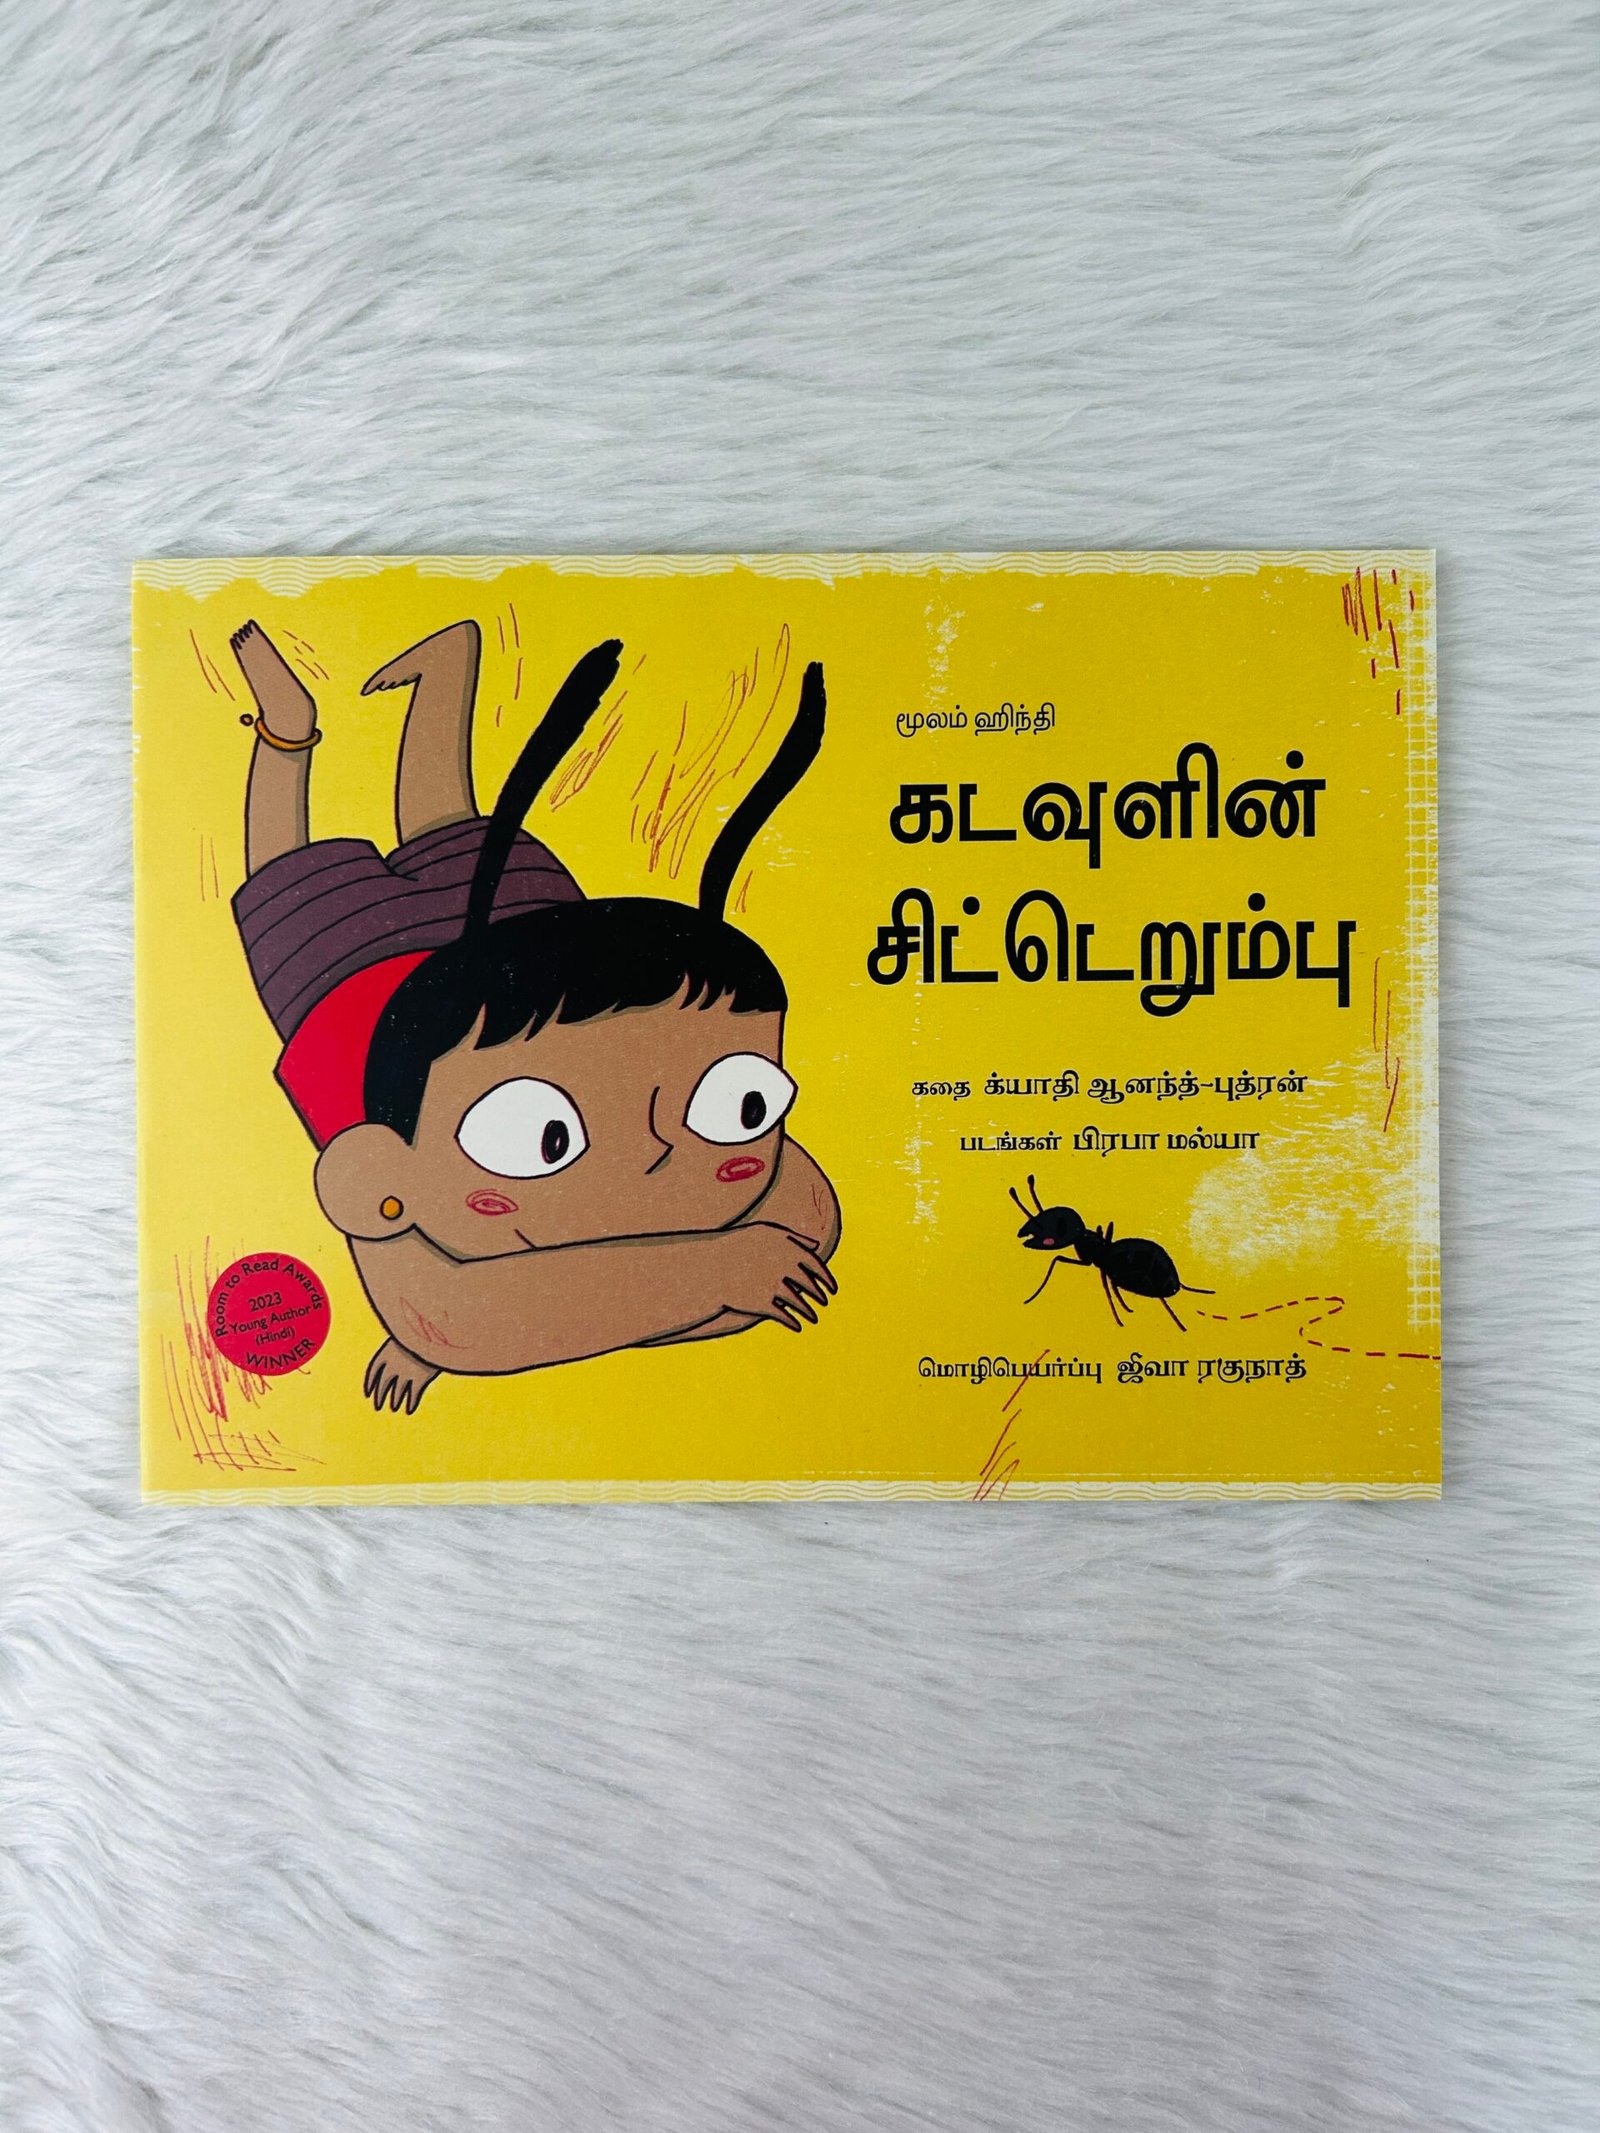 மூலம் ஹிந்தி
கடவுளின்
சிட்டெறும்பு
கதை க்யாதி ஆனந்த்-புத்ரன்
படங்கள் பிரபா மல்யா
மொழிபெயர்ப்பு ஜீவா ரகுநாத்
Room to Read Awards
2023
Young Author
(Hindi)
WINNER